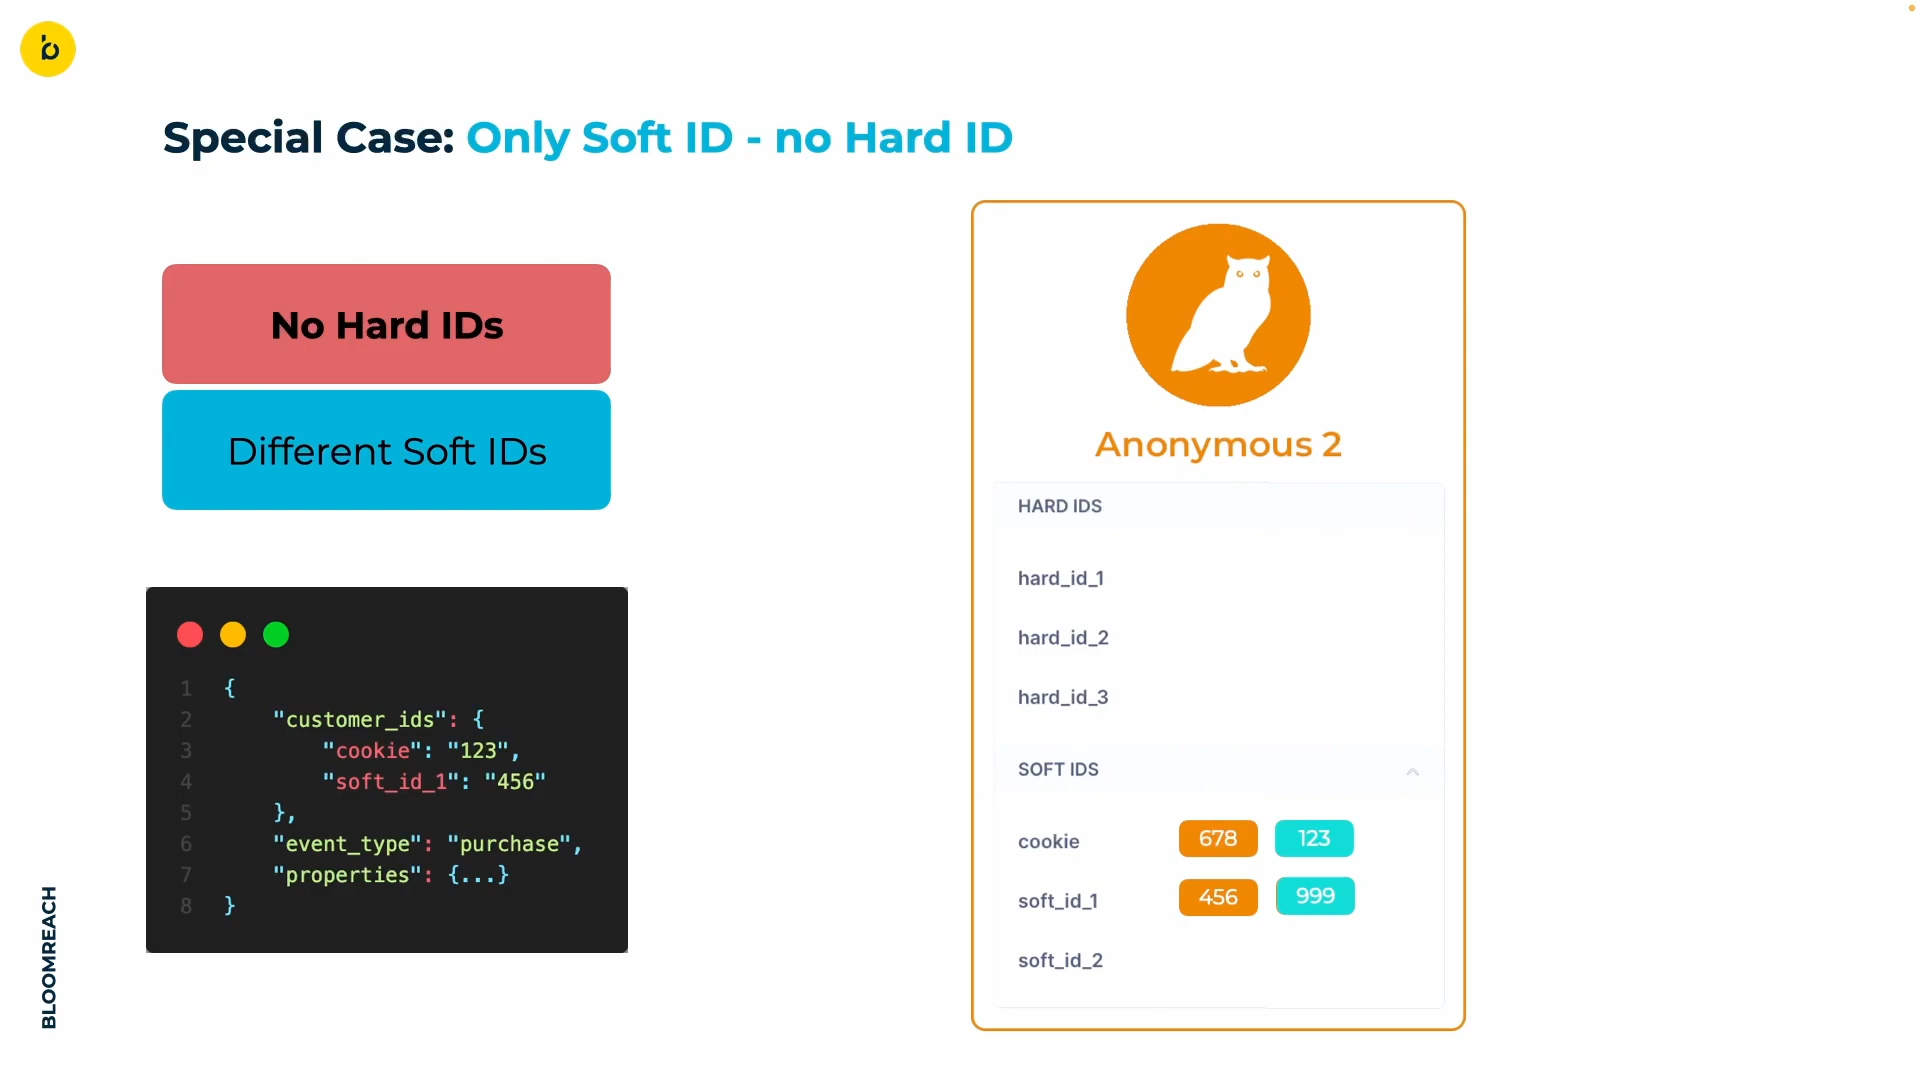 Special Case: Only Soft ID - no Hard ID
No Hard IDs
Different Soft IDs
1 {
2 "customer_ids": {
3 "cookie": "123",
4 "soft_id_1": "456"
5 },
6 "event_type": "purchase",
7 "properties": {...}
8 }
BLOOMREACH
Anonymous 2
HARD IDS
hard_id_1
hard_id_2
hard_id_3
SOFT IDS
cookie 678 123
soft_id_1 456 999
soft_id_2